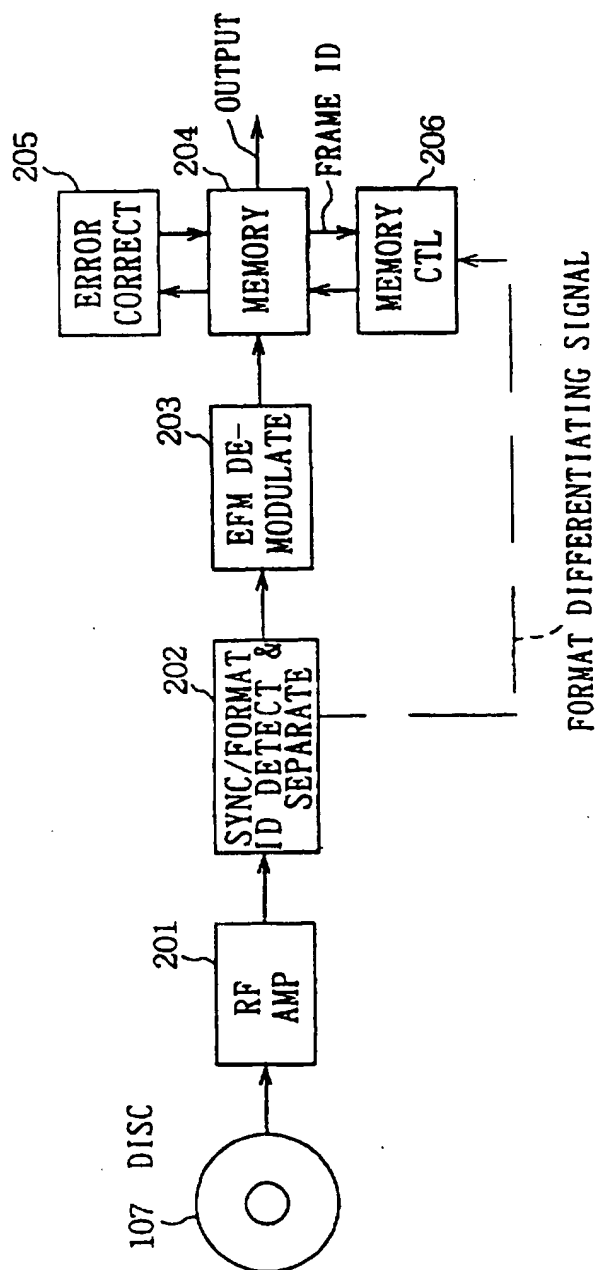 107 DISC
201
RF
AMP
202
SYNC/FORMAT
ID DETECT &
SEPARATE
203
EFM DE-
MODULATE
205
ERROR
CORRECT
204
MEMORY
OUTPUT
FRAME ID
206
MEMORY
CTL
FORMAT DIFFERENTIATING SIGNAL